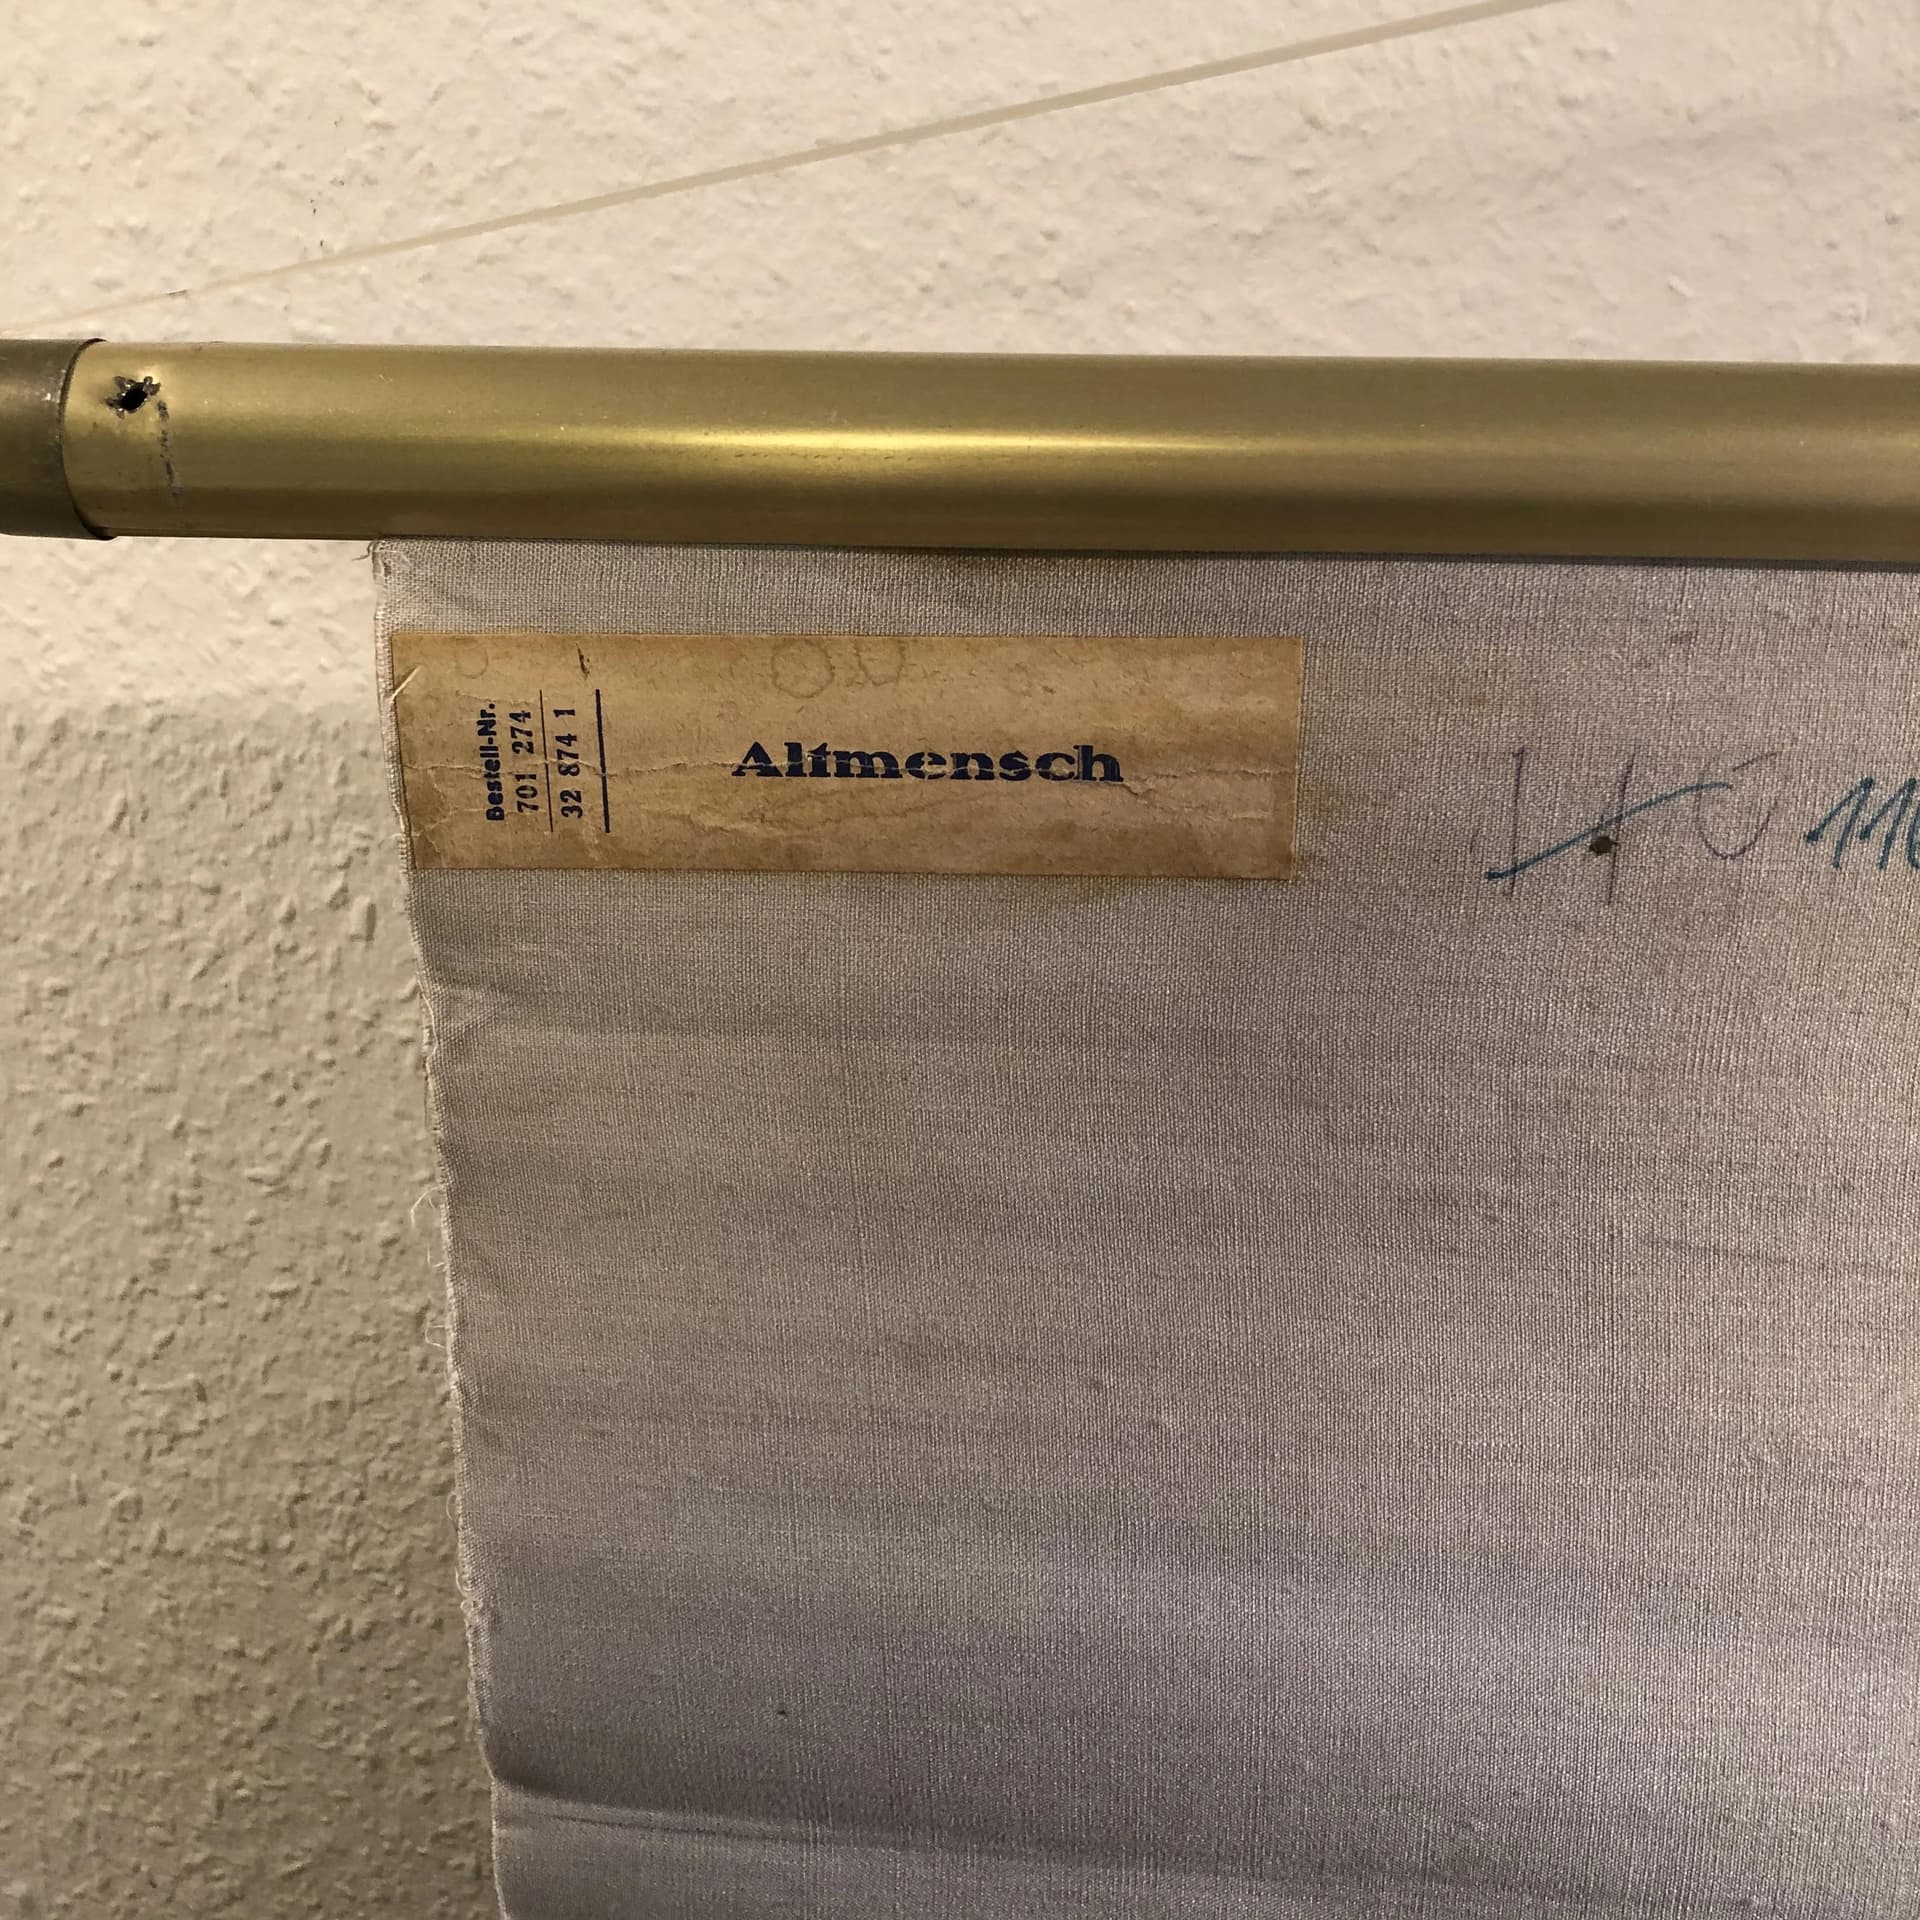 Bestell-Nr.
701 274
32 874 1
Altmensch